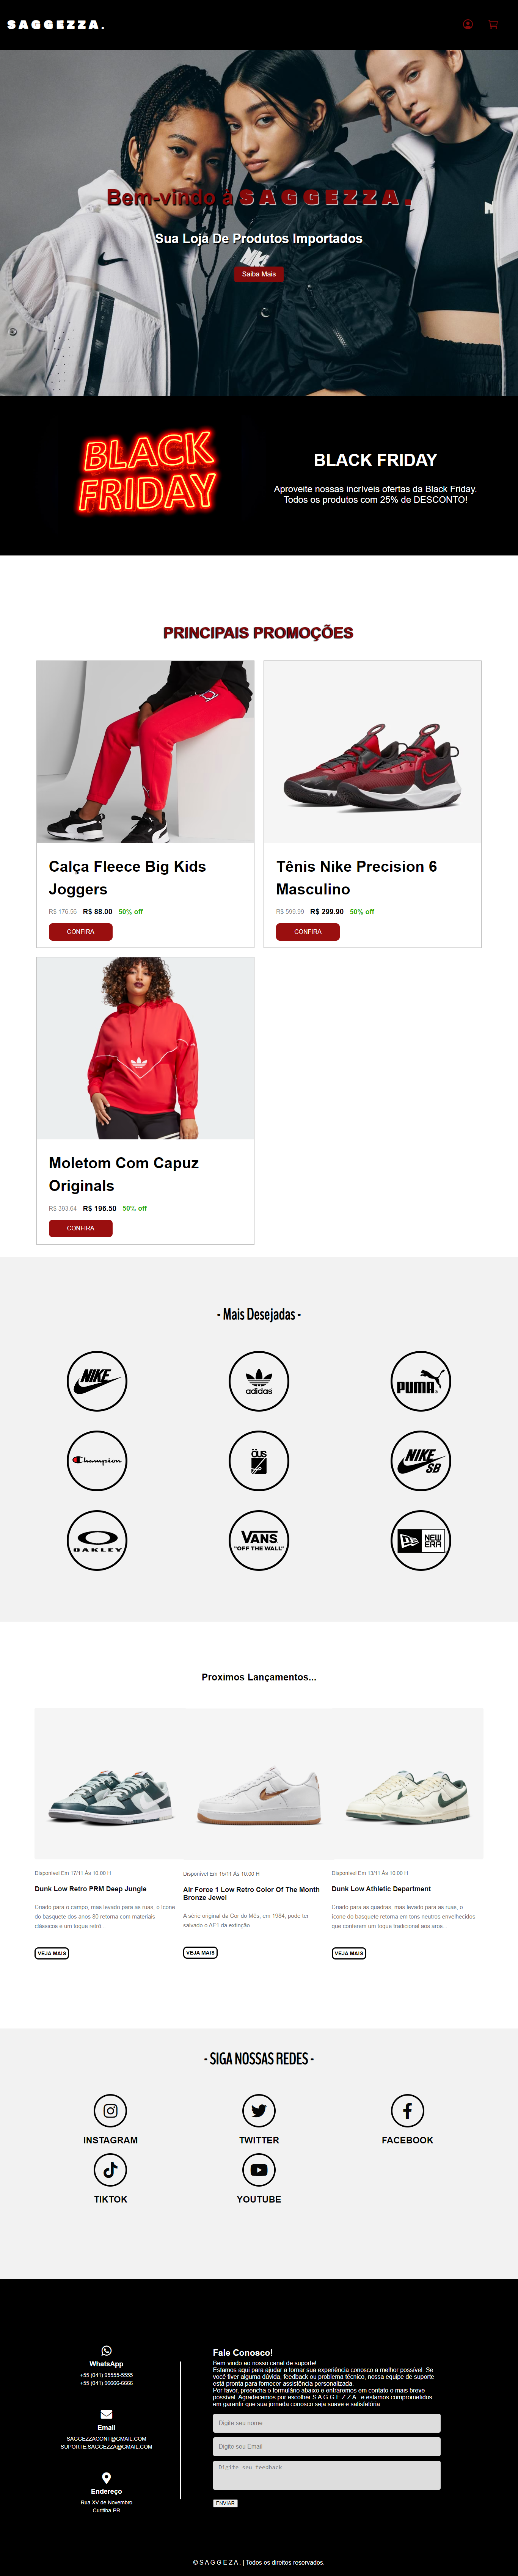 SAGGEZZA.
Bem-vindo à SAGGEZZA.
Sua Loja De Produtos Importados
Saiba Mais
BLACK
FRIDAY
BLACK FRIDAY
Aproveite nossas incríveis ofertas da Black Friday.
Todos os produtos com 25% de DESCONTO!
PRINCIPAIS PROMOÇÕES
Calça Fleece Big Kids
Joggers
R$ 176.56 R$ 88.00 50% off
CONFIRA
Tênis Nike Precision 6
Masculino
R$ 599.99 R$ 299.90 50% off
CONFIRA
Moletom Com Capuz
Originals
R$ 393.64 R$ 196.50 50% off
CONFIRA
- Mais Desejadas -
NIKE
adidas
PUMA
Champion
ÖUS
NIKE
SB
OAKLEY
VANS
"OFF THE WALL"
NEW
ERA
Proximos Lançamentos...
Disponível Em 17/11 Às 10:00 H
Dunk Low Retro PRM Deep Jungle
Criado para o campo, mas levado para as ruas, o ícone
do basquete dos anos 80 retorna com materiais
clássicos e um toque retrô...
VEJA MAIS
Disponível Em 15/11 Às 10:00 H
Air Force 1 Low Retro Color Of The Month
Bronze Jewel
A série original da Cor do Mês, em 1984, pode ter
salvado o AF1 da extinção...
VEJA MAIS
Disponível Em 13/11 Às 10:00 H
Dunk Low Athletic Department
Criado para as quadras, mas levado para as ruas, o
ícone do basquete retorna em tons neutros envelhecidos
que conferem um toque tradicional aros...
VEJA MAIS
- SIGA NOSSAS REDES -
INSTAGRAM
TWITTER
FACEBOOK
TIKTOK
YOUTUBE
WhatsApp
+55 (041) 95555-5555
+55 (041) 96666-6666
Email
SAGGEZZACONT@GMAIL.COM
SUPORTE.SAGGEZZA@GMAIL.COM
Endereço
Rua XV de Novembro
Curitiba-PR
Fale Conosco!
Bem-vindo ao nosso canal de suporte!
Estamos aqui para ajudar a tornar sua experiência conosco a melhor possível. Se
você tiver alguma dúvida, feedback ou problema técnico, nossa equipe de suporte
está pronta para fornecer assistência personalizada.
Por favor, preencha o formulário abaixo e entraremos em contato o mais breve
possível. Agradecemos por escolher S A G G E Z Z A . e estamos comprometidos
em garantir que sua jornada conosco seja suave e satisfatória.
Digite seu nome
Digite seu Email
Digite seu feedback
ENVIAR
© S A G G E Z A . | Todos os direitos reservados.